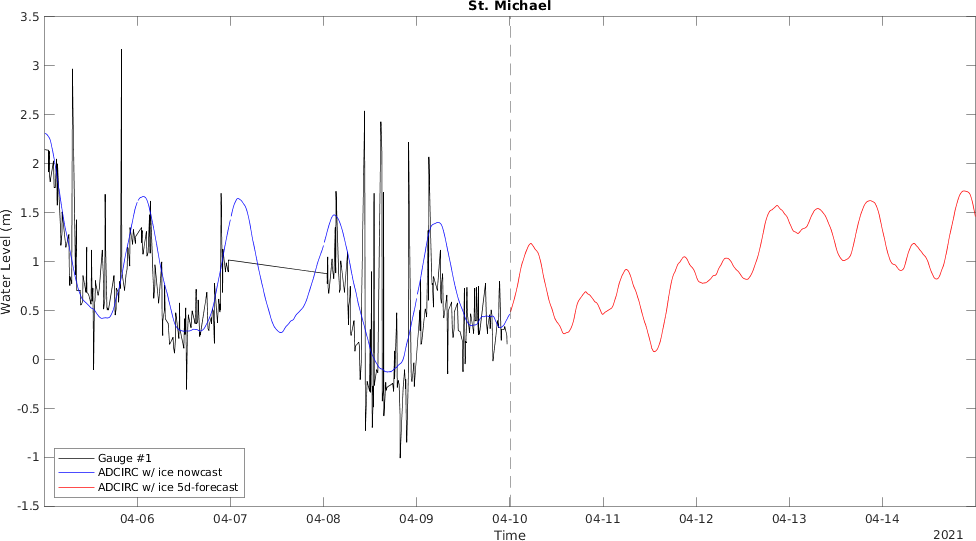 St. Michael
3.5
3
2.5
2
1.5
1
0.5
0
-0.5
-1
-1.5
Water Level (m)
Gauge #1
ADCIRC w/ ice nowcast
ADCIRC w/ ice 5d-forecast
04-06 04-07 04-08 04-09 04-10 04-11 04-12 04-13 04-14
Time
2021